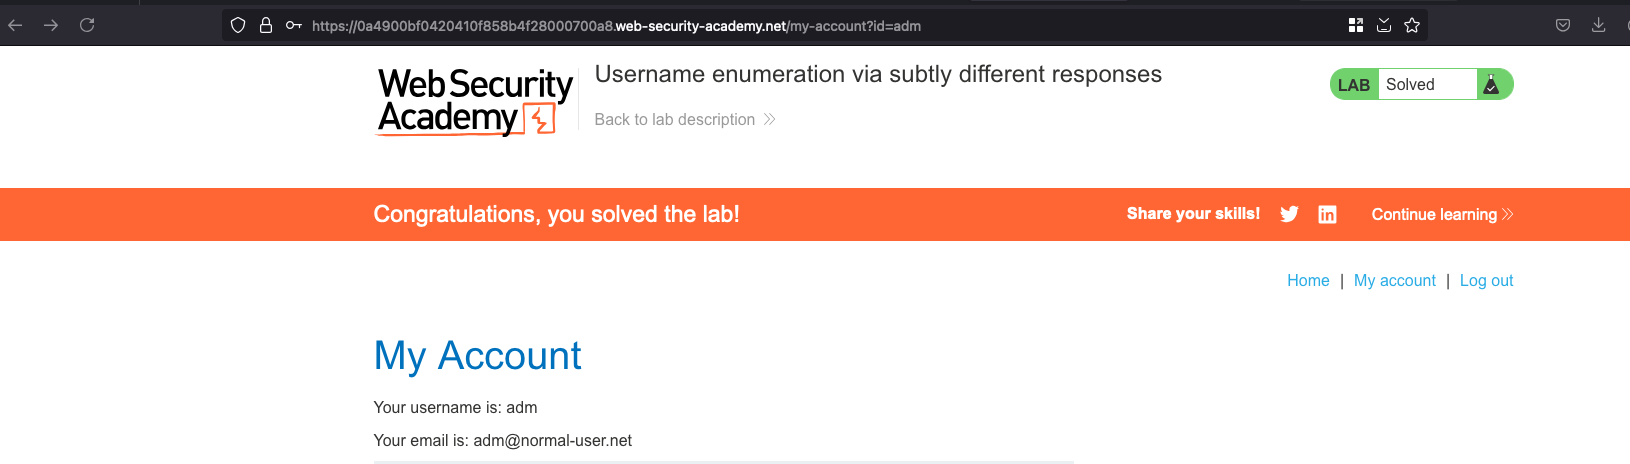 https://0a4900bf0420410f858b4f28000700a8.web-security-academy.net/my-account?id=adm
Web Security
Academy
Username enumeration via subtly different responses
Back to lab description
LAB Solved
Congratulations, you solved the lab!
Share your skills!
Continue learning
Home | My account | Log out
My Account
Your username is: adm
Your email is: adm@normal-user.net